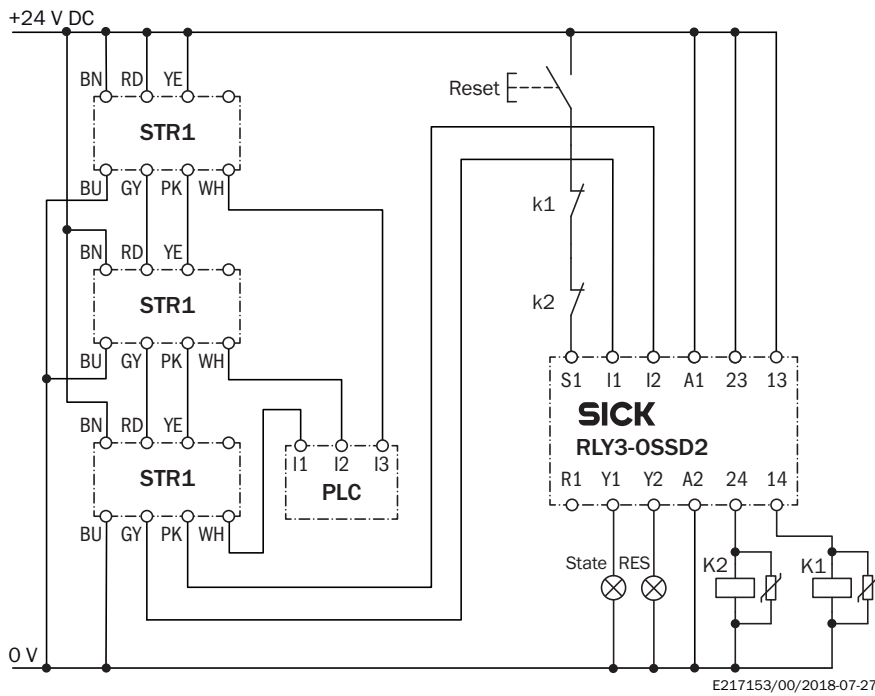 +24 V DC
BN RD YE
STR1
BU GY PK WH
BN RD YE
STR1
BU GY PK WH
BN RD YE
STR1
BU GY PK WH
I1 I2 I3
PLC
Reset
k1
k2
S1 I1 I2 A1 23 13
SICK
RLY3-OSSD2
R1 Y1 Y2 A2 24 14
State RES K2 K1
0 V
E217153/00/2018-07-27